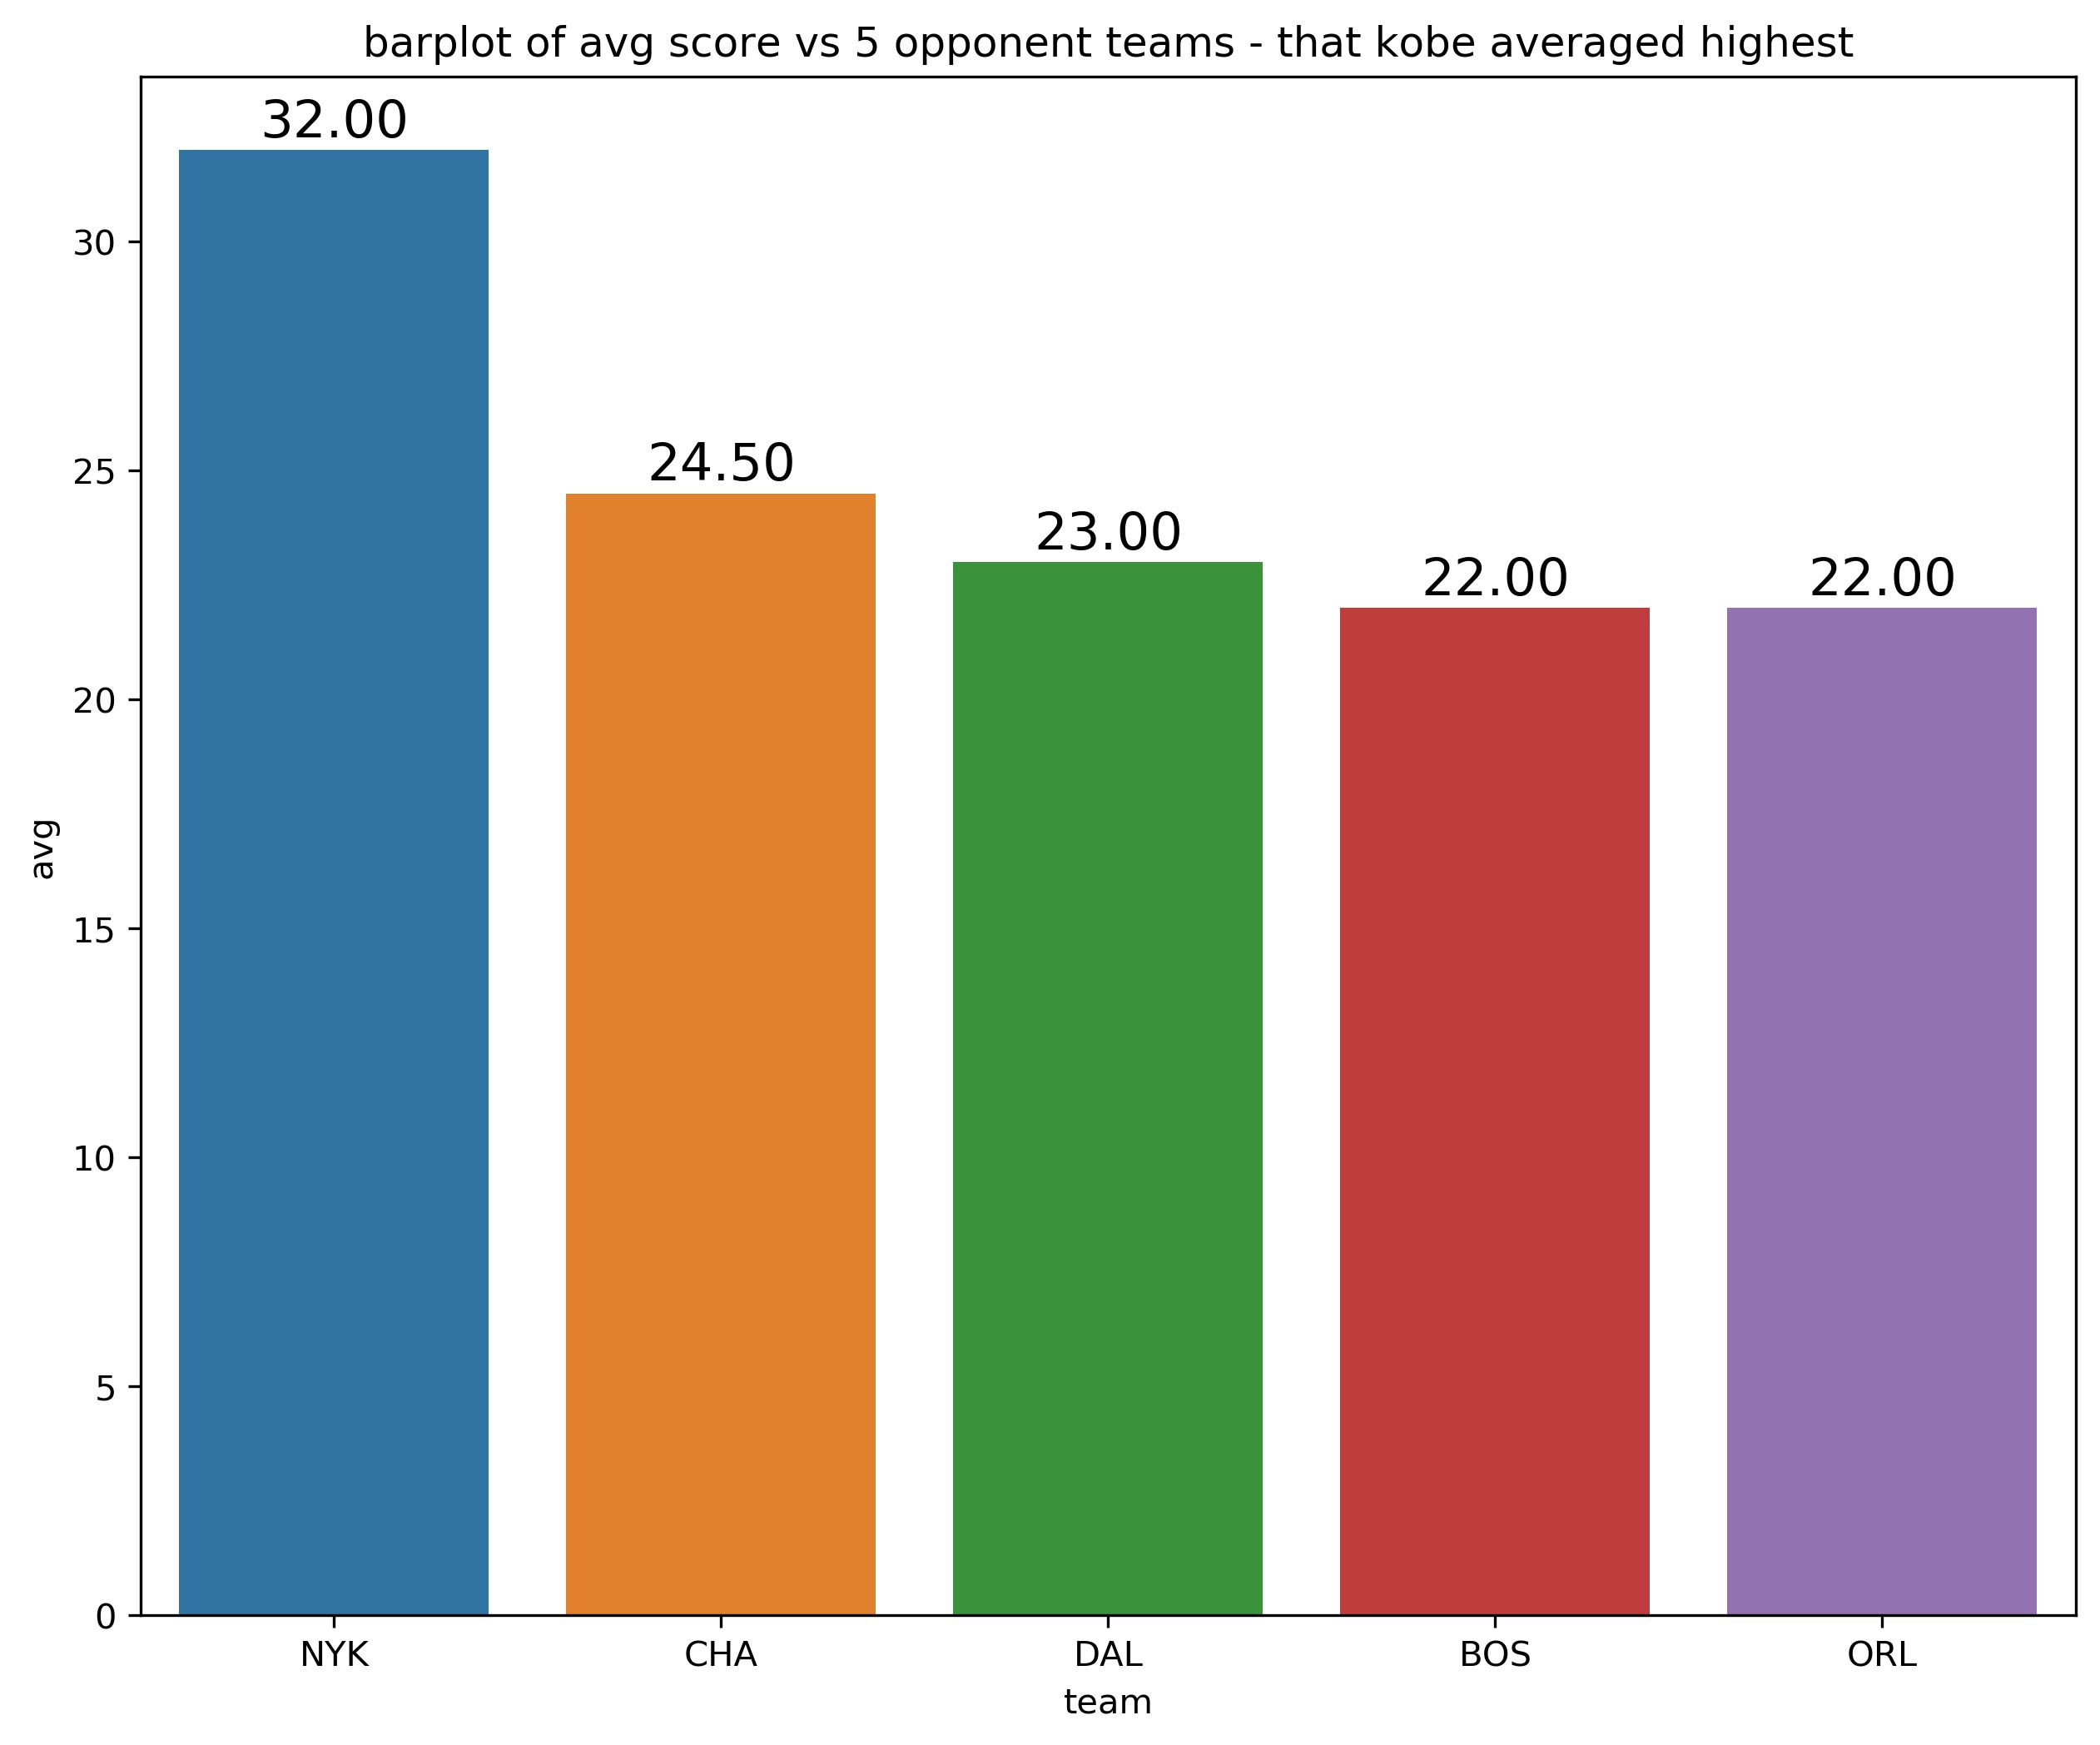 barplot of avg score vs 5 opponent teams - that kobe averaged highest
32.00
24.50
23.00
22.00
22.00
30
25
20
15
10
5
0
avg
NYK
CHA
DAL
BOS
ORL
team